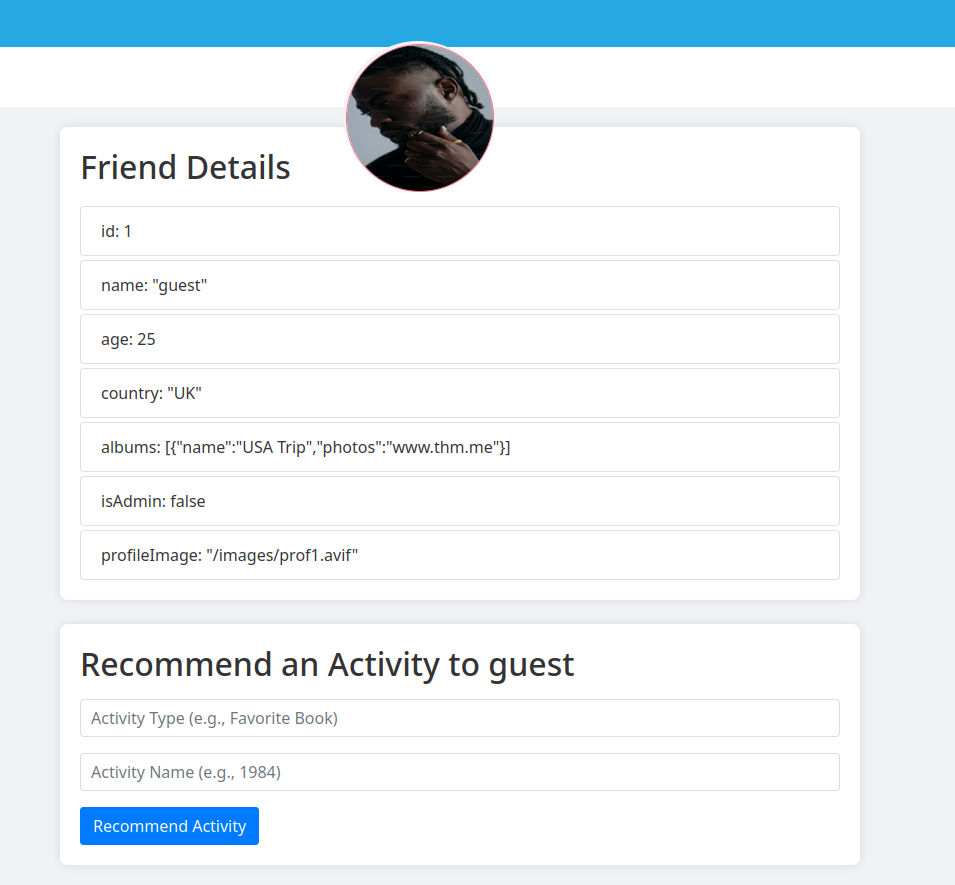 Friend Details
id: 1
name: "guest"
age: 25
country: "UK"
albums: [{"name":"USA Trip","photos":"www.thm.me"}]
isAdmin: false
profileImage: "/images/prof1.avif"
Recommend an Activity to guest
Activity Type (e.g., Favorite Book)
Activity Name (e.g., 1984)
Recommend Activity